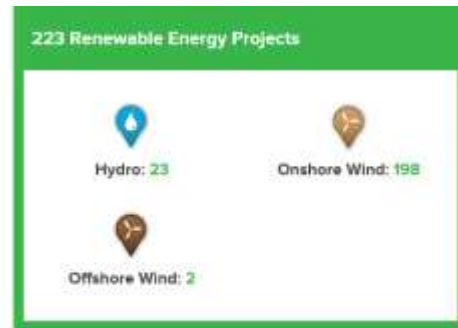 223 Renewable Energy Projects
Hydro: 23
Onshore Wind: 198
Offshore Wind: 2